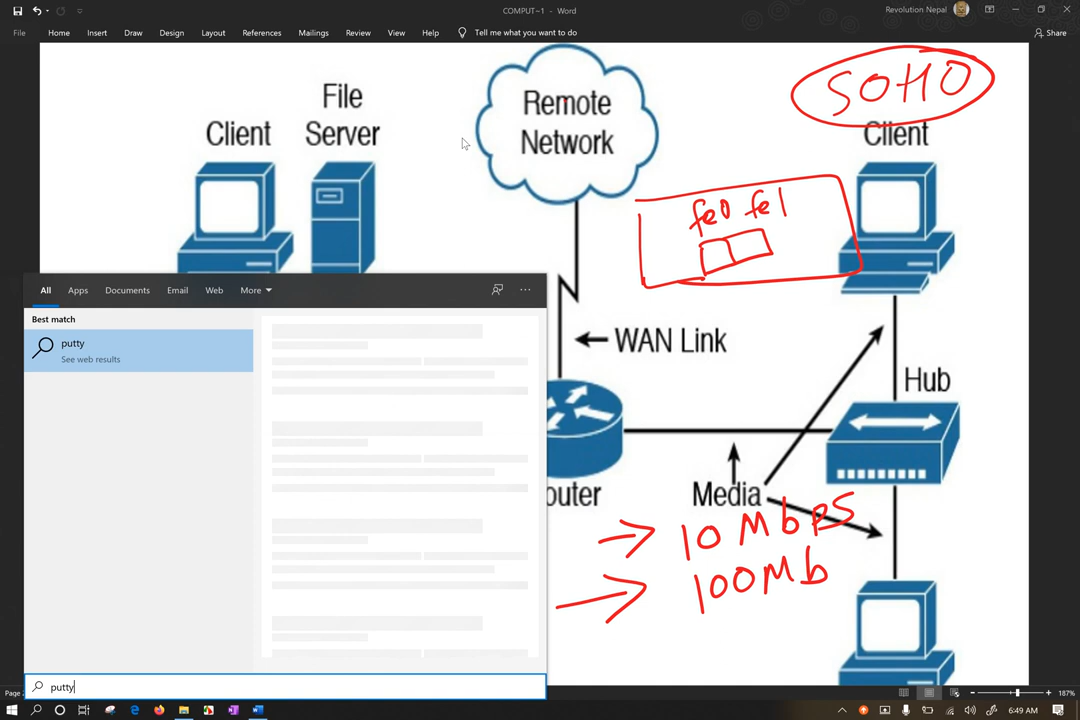 COMPUT~1 - Word
Revolution Nepal
File Home Insert Draw Design Layout References Mailings Review View Help Tell me what you want to do Share
SOHO
File
Server
Client
Remote
Network
Client
fe0 fe1
All Apps Documents Email Web More
Best match
putty
See web results
WAN Link
Hub
outer
Media
10 Mbps
100Mb
putty
Page 187%
6:49 AM